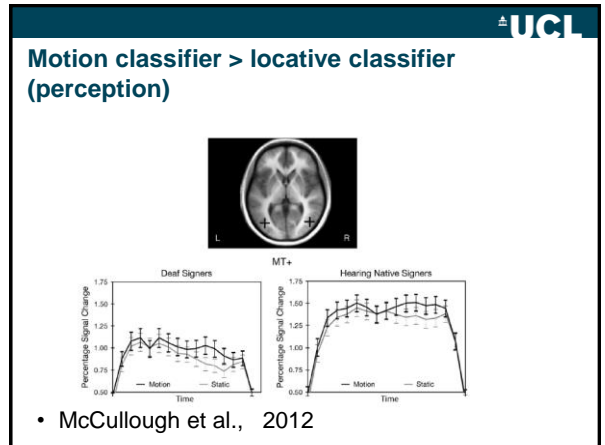 UCL
Motion classifier > locative classifier
(perception)
L
R
MT+
Deaf Signers
Hearing Native Signers
Percentage Signal Change
1.75
1.50
1.25
1.00
0.75
0.50
Motion
Static
Time
Percentage Signal Change
1.75
1.50
1.25
1.00
0.75
0.50
Motion
Static
Time
• McCullough et al., 2012